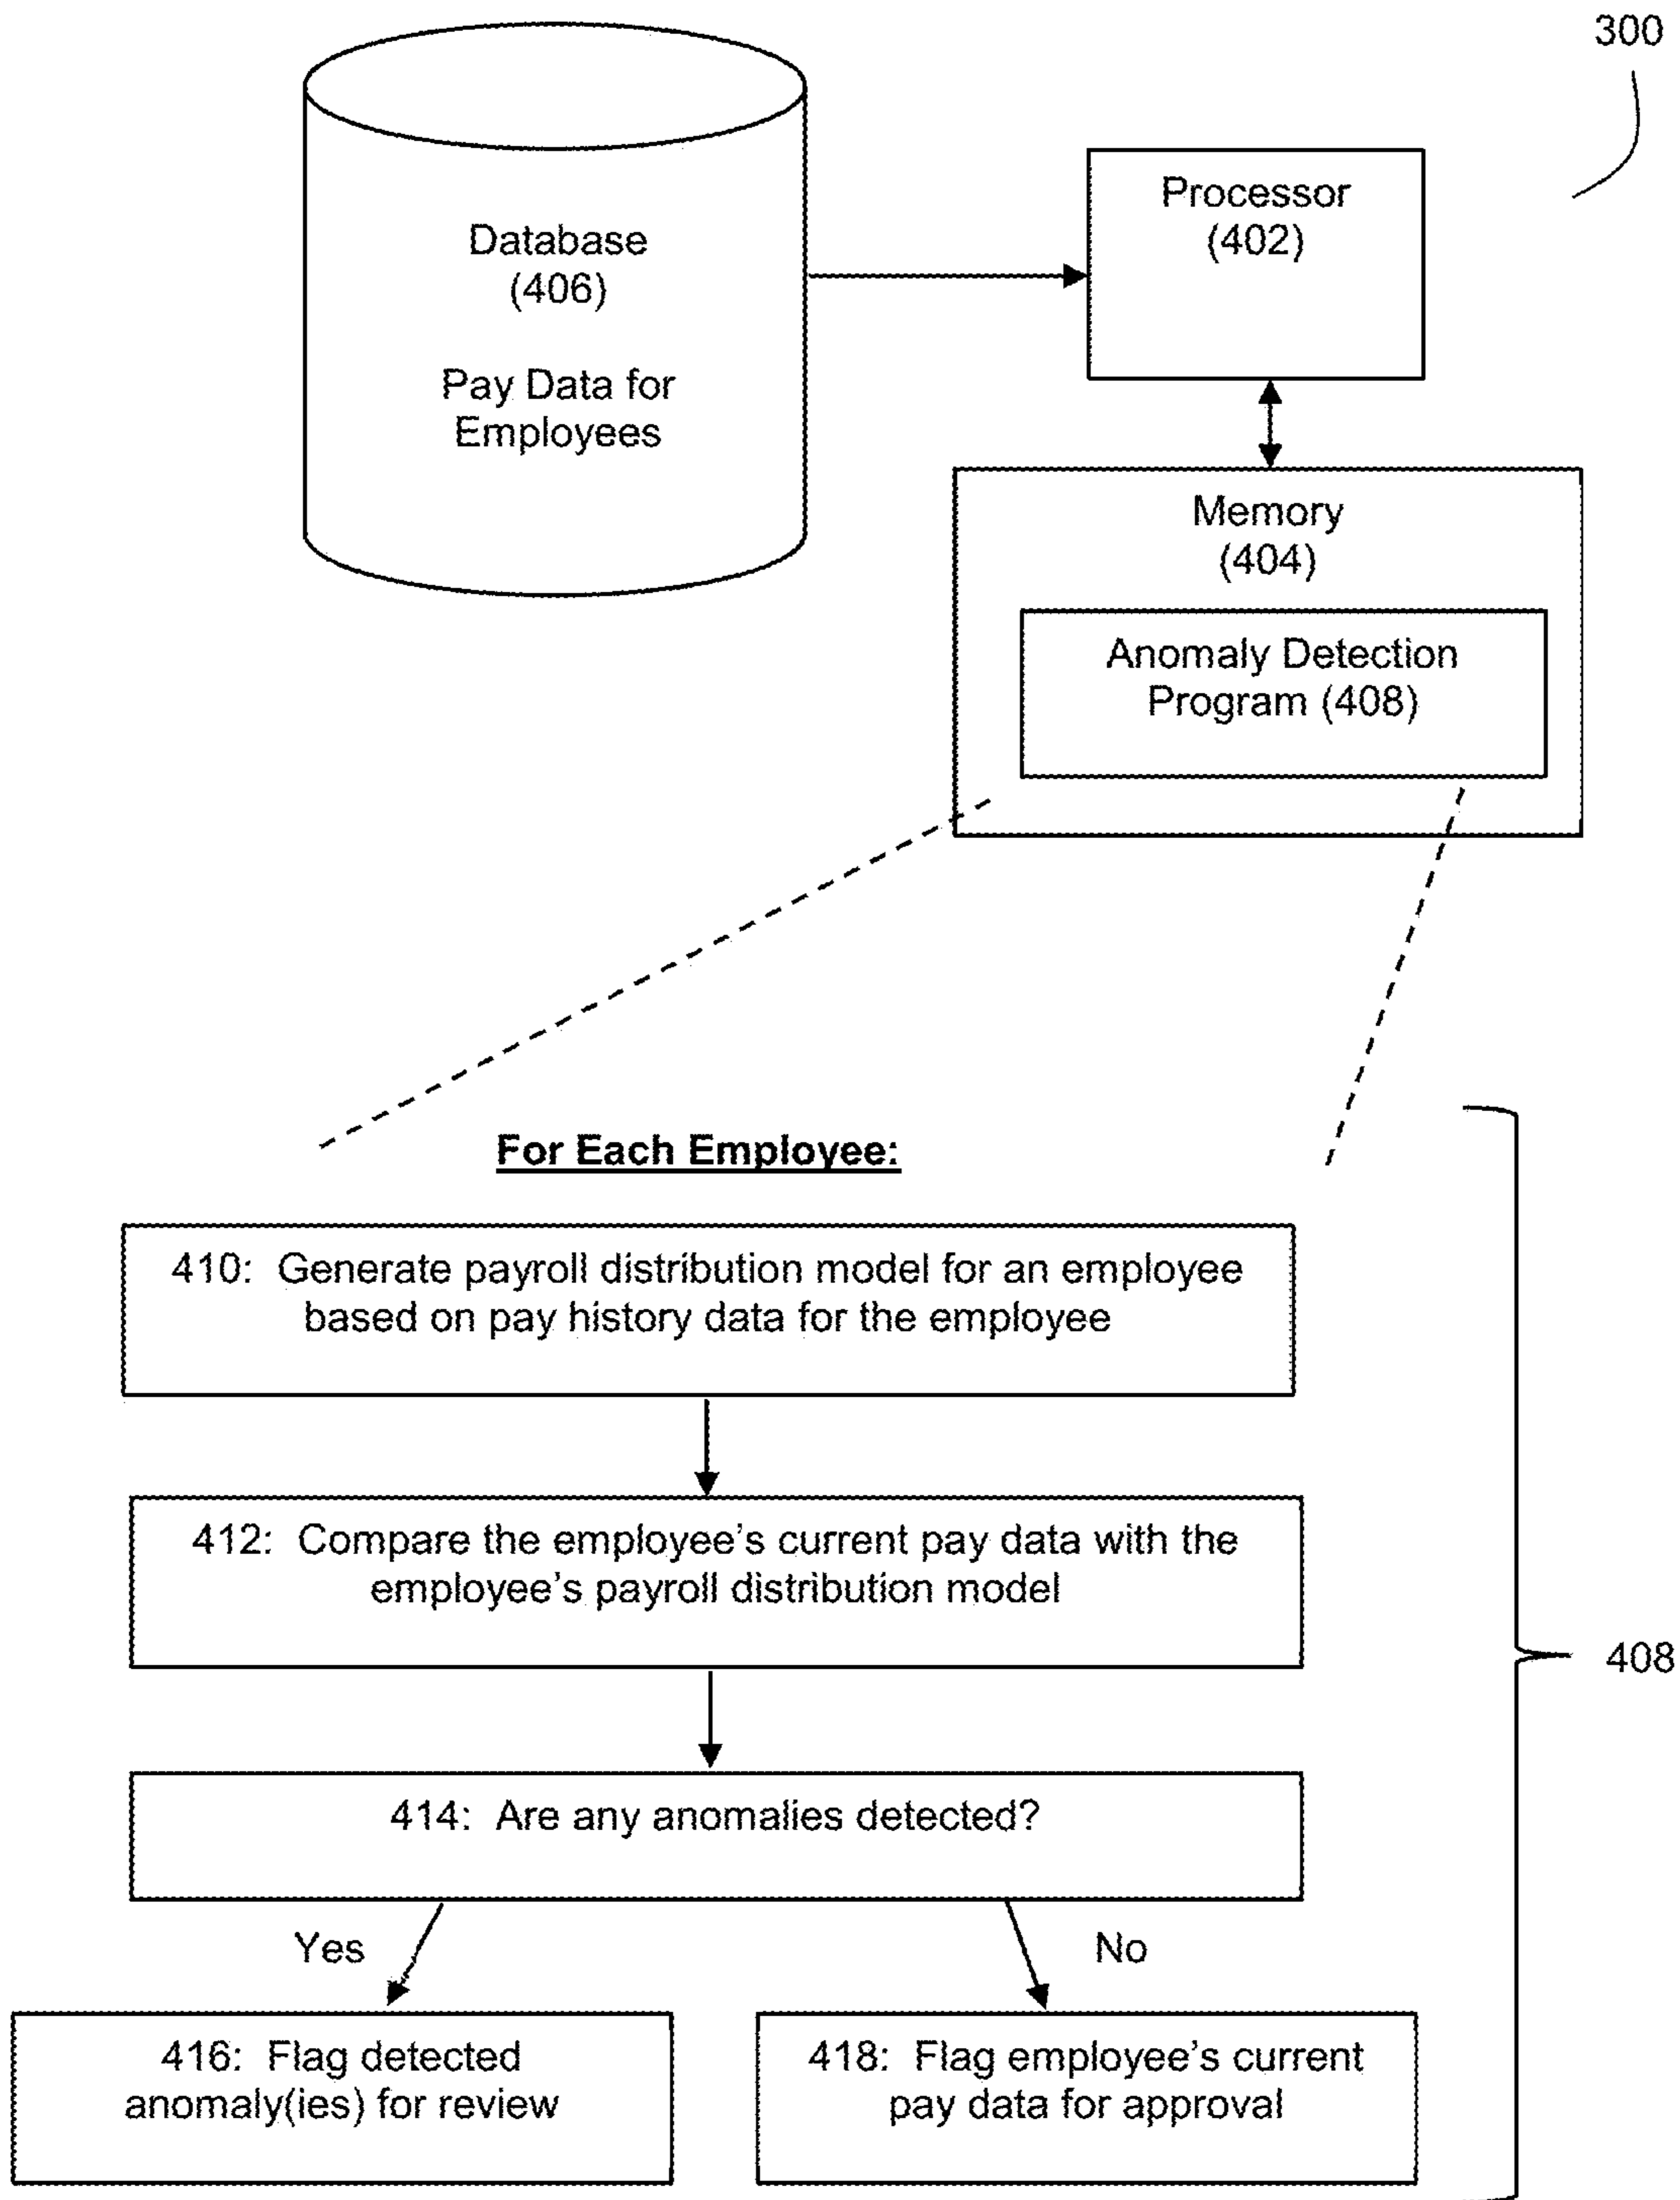 300
Database
(406)
Pay Data for
Employees
Processor
(402)
Memory
(404)
Anomaly Detection
Program (408)
For Each Employee:
410: Generate payroll distribution model for an employee
based on pay history data for the employee
412: Compare the employee's current pay data with the
employee's payroll distribution model
408
414: Are any anomalies detected?
Yes
No
416: Flag detected
anomaly(ies) for review
418: Flag employee's current
pay data for approval